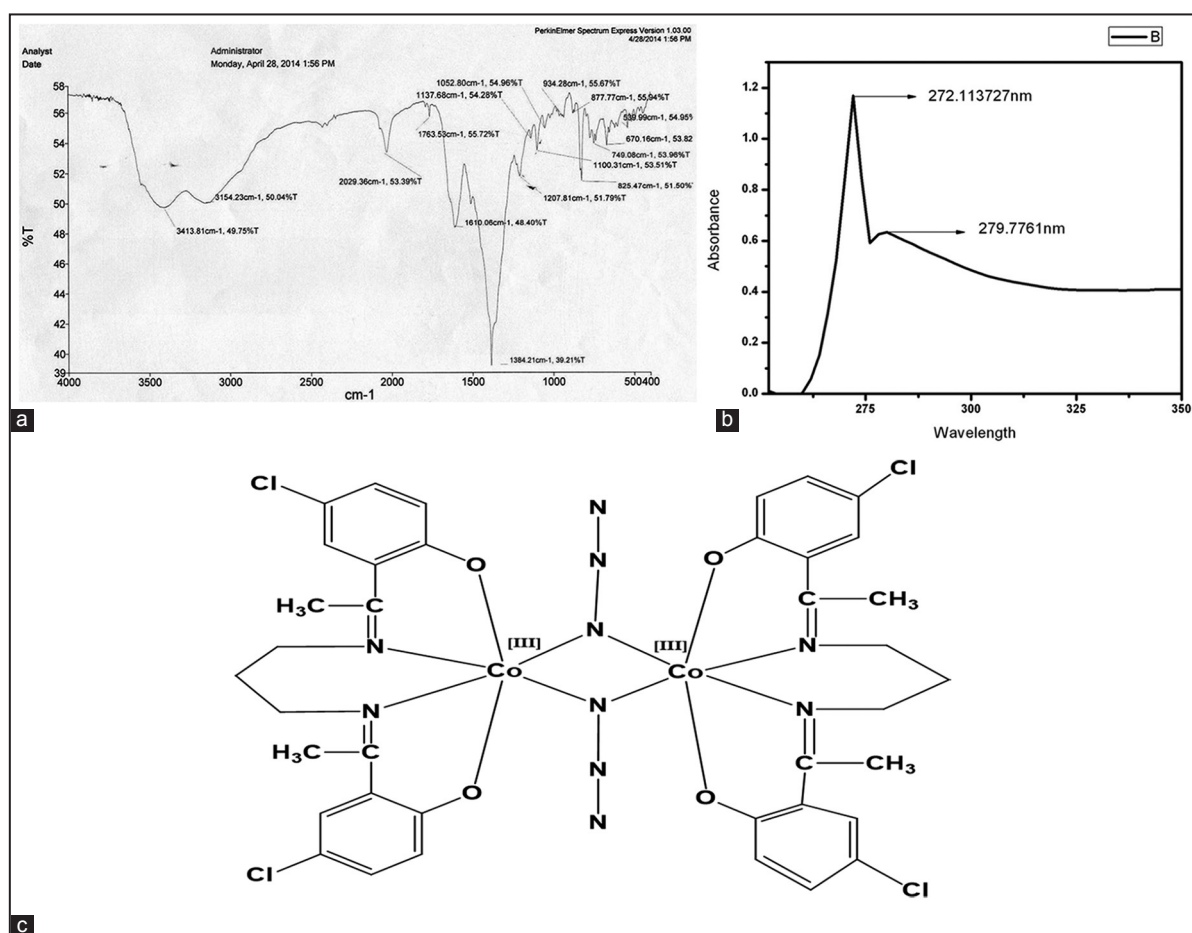 PerkinElmer Spectrum Express Version 1.03.00
4/28/2014 1:56 PM
Analyst Administrator
Date Monday, April 28, 2014 1:56 PM
1052.80cm-1, 54.96%T
934.28cm-1, 55.67%T
1137.68cm-1, 54.28%T
877.77cm-1, 55.94%T
1763.53cm-1, 55.72%T
539.99cm-1, 54.95%
670.16cm-1, 53.82
749.08cm-1, 53.96%T
1100.31cm-1, 53.51%T
2029.36cm-1, 53.39%T
825.47cm-1, 51.50%T
1207.81cm-1, 51.79%T
3154.23cm-1, 50.04%T
1610.06cm-1, 48.40%T
3413.81cm-1, 49.75%T
1384.21cm-1, 39.21%T
58
56
54
52
50
48
46
44
42
40
39
%T
4000 3500 3000 2500 2000 1500 1000 500400
cm-1
a
B
272.113727nm
279.7761nm
1.2
1.0
0.8
0.6
0.4
0.2
0.0
Absorbance
275 300 325 350
Wavelength
b
Cl Cl
N
O N O
H3C C C CH3
N N N
[III] [III]
Co Co
N N N
H3C C N C CH3
O N O
Cl Cl
c